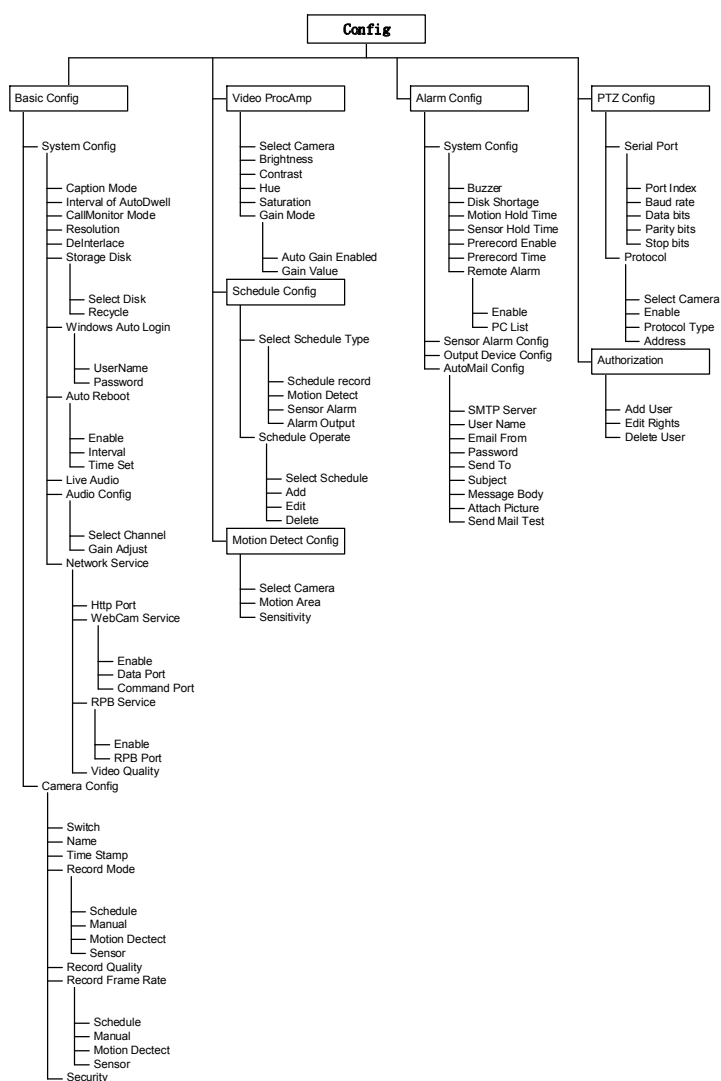 Config
Basic Config
System Config
Caption Mode
Interval of AutoDwell
CallMonitor Mode
Resolution
DeInterlace
Storage Disk
Select Disk
Recycle
Windows Auto Login
UserName
Password
Auto Reboot
Enable
Interval
Time Set
Live Audio
Audio Config
Select Channel
Gain Adjust
Network Service
Http Port
WebCam Service
Enable
Data Port
Command Port
RPB Service
Enable
RPB Port
Video Quality
Camera Config
Switch
Name
Time Stamp
Record Mode
Schedule
Manual
Motion Dectect
Sensor
Record Quality
Record Frame Rate
Schedule
Manual
Motion Dectect
Sensor
Security
Video ProcAmp
Select Camera
Brightness
Contrast
Hue
Saturation
Gain Mode
Auto Gain Enabled
Gain Value
Schedule Config
Select Schedule Type
Schedule record
Motion Detect
Sensor Alarm
Alarm Output
Schedule Operate
Select Schedule
Add
Edit
Delete
Motion Detect Config
Select Camera
Motion Area
Sensitivity
Alarm Config
System Config
Buzzer
Disk Shortage
Motion Hold Time
Sensor Hold Time
Prerecord Enable
Prerecord Time
Remote Alarm
Enable
PC List
Sensor Alarm Config
Output Device Config
AutoMail Config
SMTP Server
User Name
Email From
Password
Send To
Subject
Message Body
Attach Picture
Send Mail Test
PTZ Config
Serial Port
Port Index
Baud rate
Data bits
Parity bits
Stop bits
Protocol
Select Camera
Enable
Protocol Type
Address
Authorization
Add User
Edit Rights
Delete User